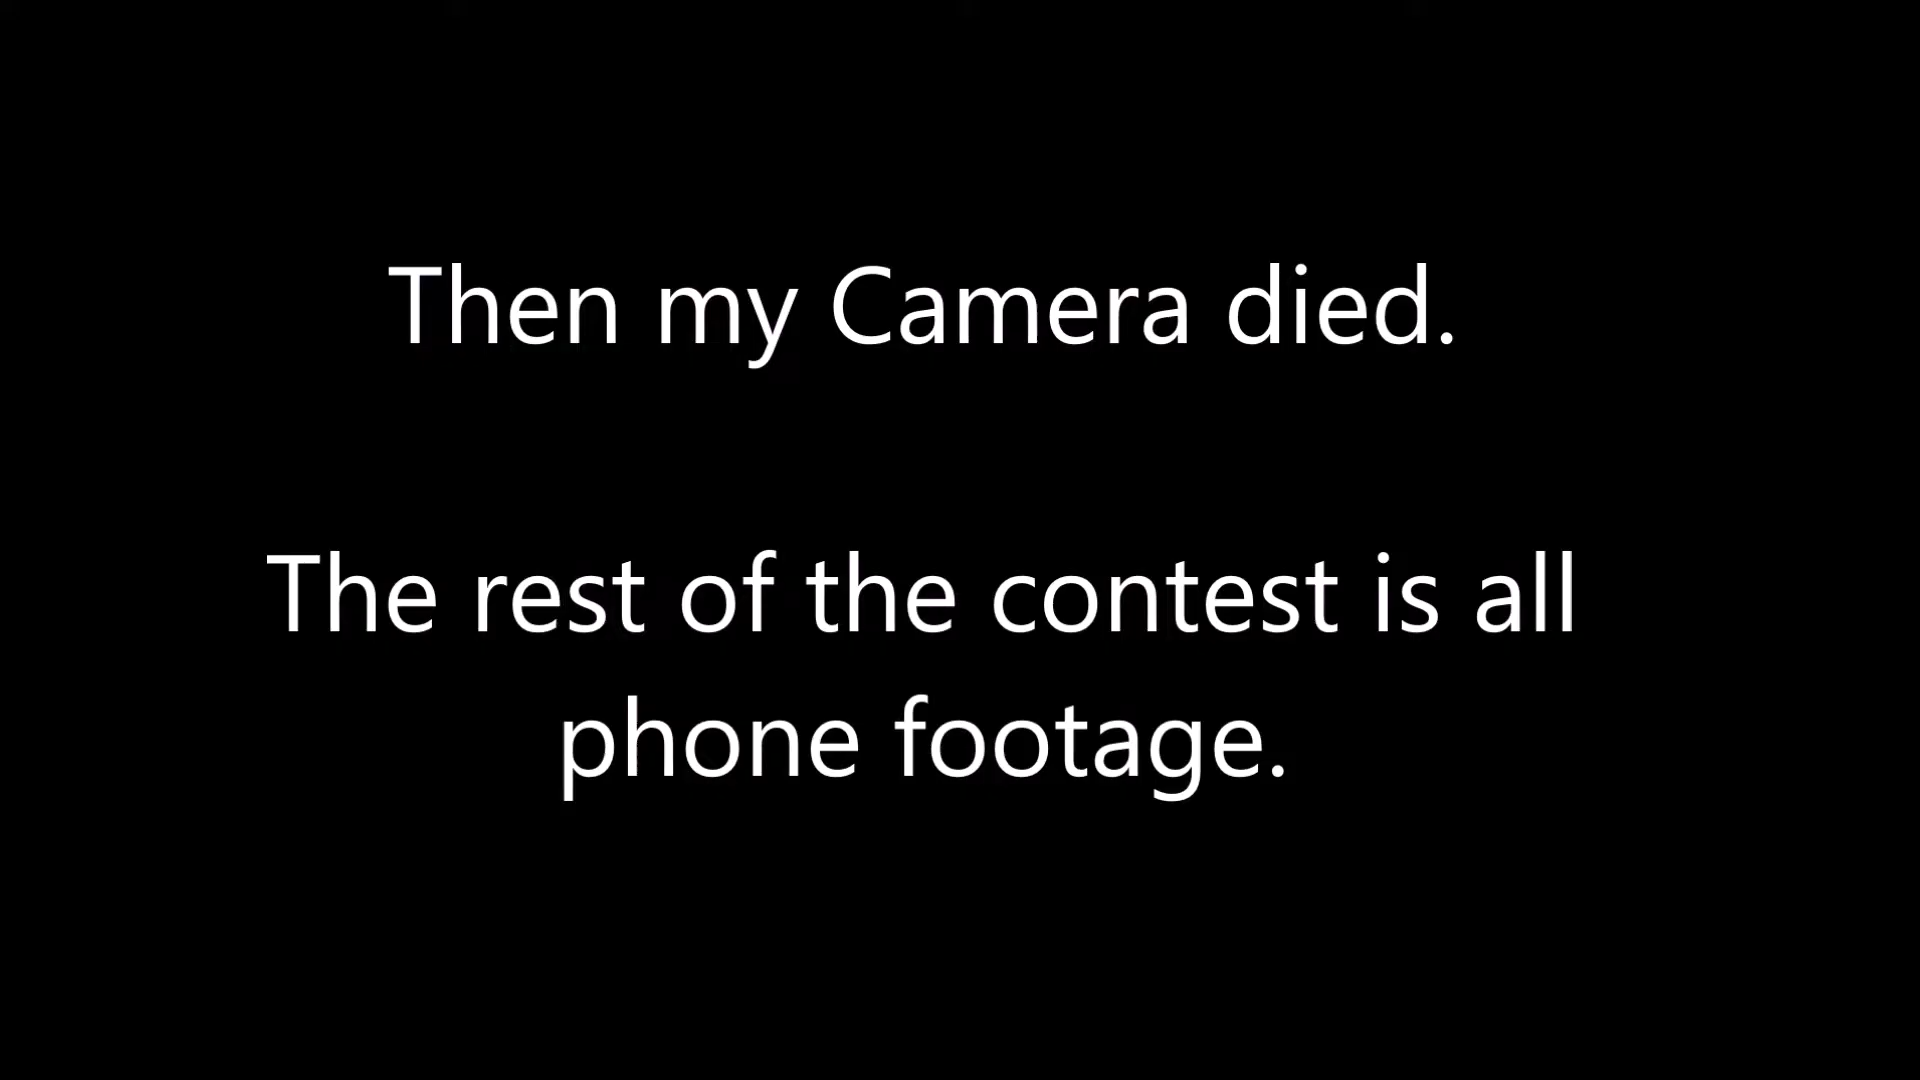 Then my Camera died.
The rest of the contest is all
phone footage.